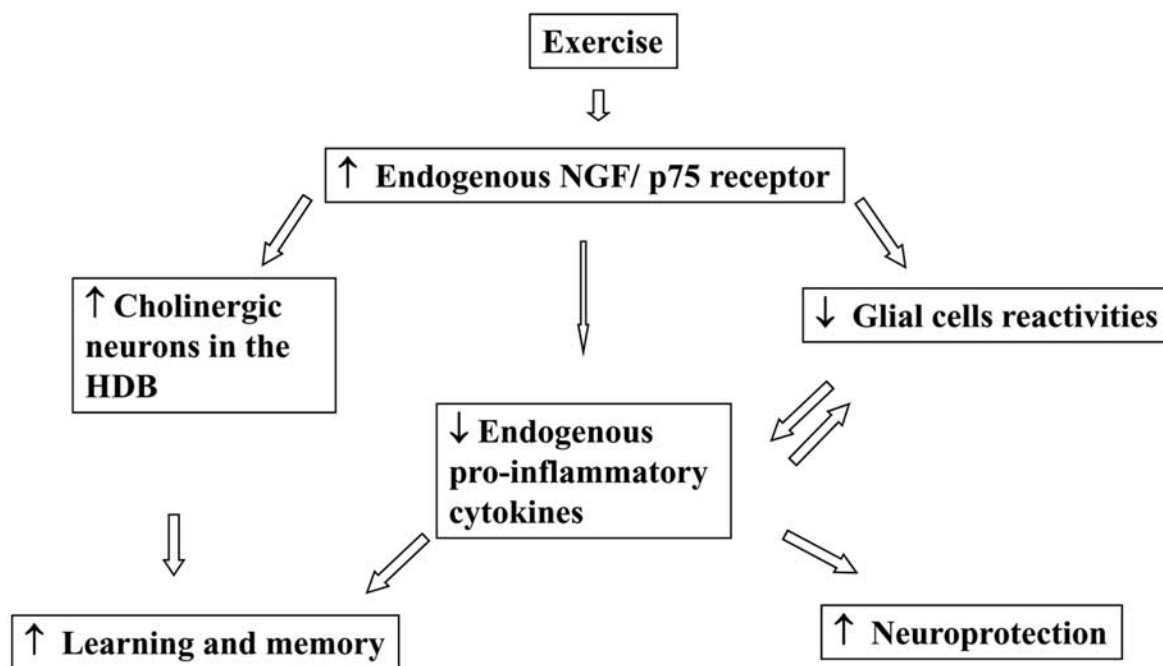 Exercise
↑ Endogenous NGF/ p75 receptor
↑ Cholinergic
neurons in the
HDB
↓ Glial cells reactivities
↓ Endogenous
pro-inflammatory
cytokines
↑ Learning and memory
↑ Neuroprotection